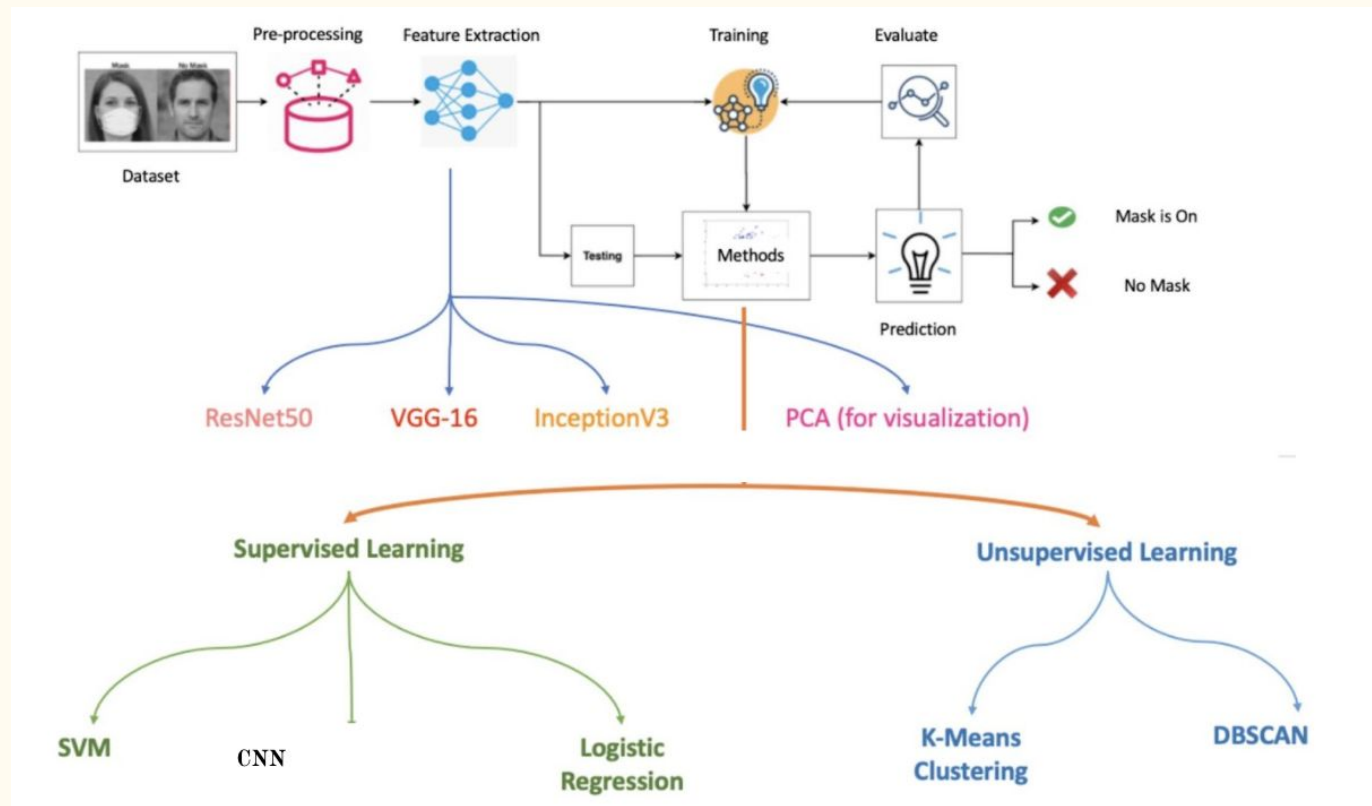 Pre-processing
Feature Extraction
Training
Evaluate
Mask
No Mask
Dataset
Testing
Methods
Mask is On
No Mask
Prediction
ResNet50
VGG-16
InceptionV3
PCA (for visualization)
Supervised Learning
Unsupervised Learning
SVM
CNN
Logistic
Regression
K-Means
Clustering
DBSCAN